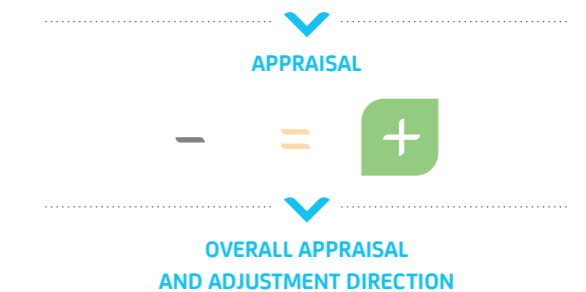 APPRAISAL
- = +
OVERALL APPRAISAL
AND ADJUSTMENT DIRECTION